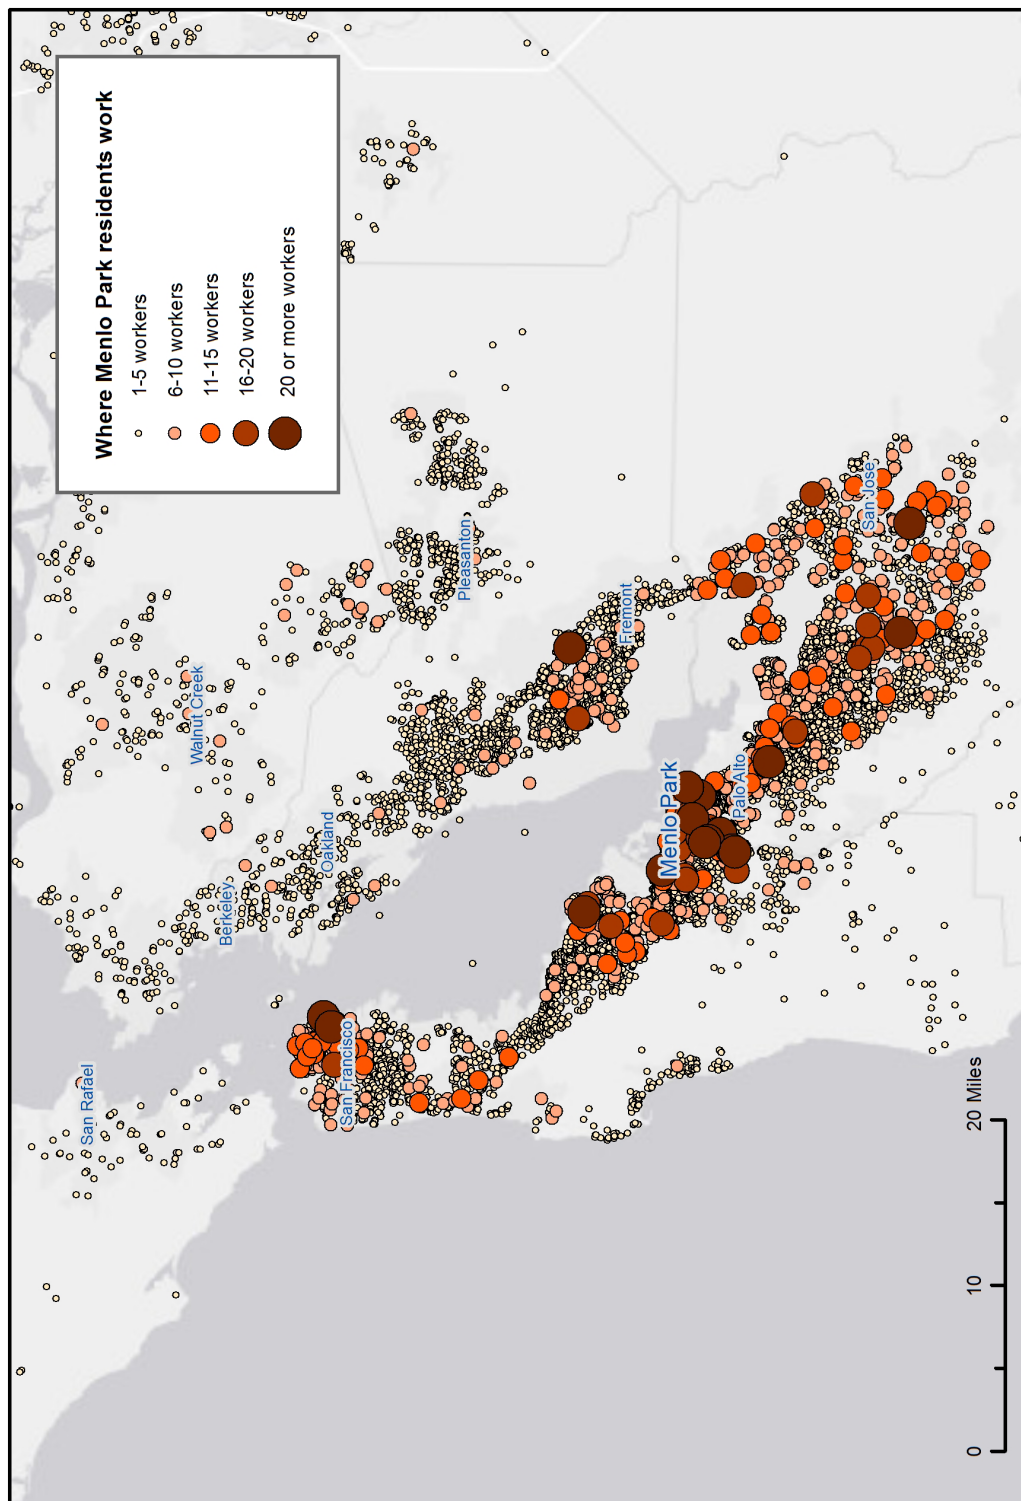 Where Menlo Park residents work
1-5 workers
6-10 workers
11-15 workers
16-20 workers
20 or more workers
San Rafael
Walnut Creek
Berkeley
Oakland
San Francisco
Pleasanton
Fremont
Menlo Park
Palo Alto
San Jose
0
10
20 Miles